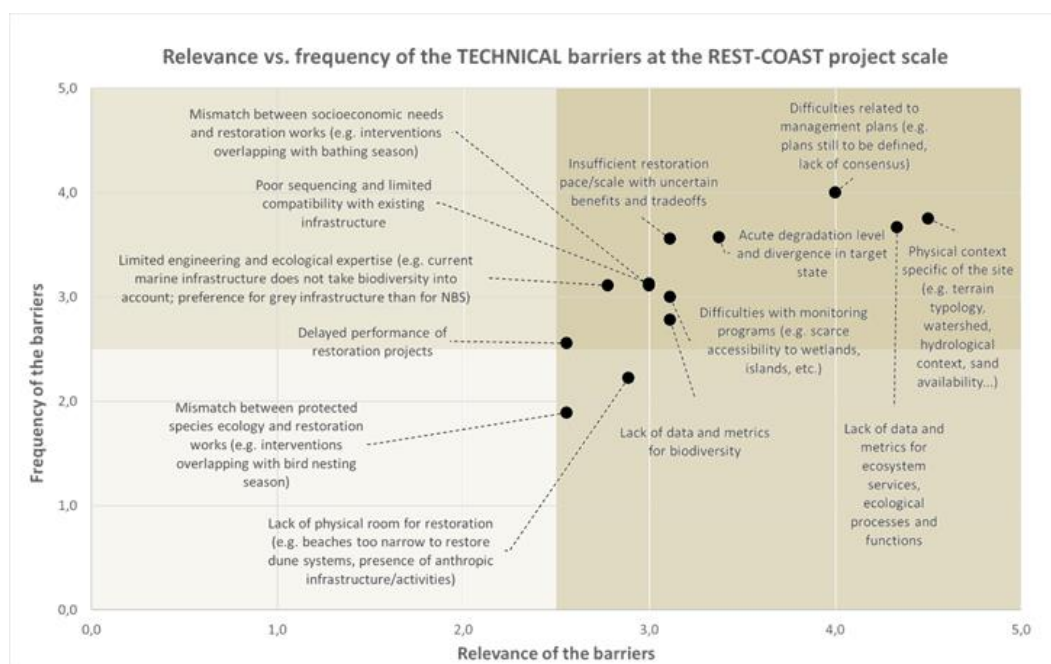 Relevance vs. frequency of the TECHNICAL barriers at the REST-COAST project scale
5,0
4,0
3,0
2,0
1,0
0,0
Frequency of the barriers
Mismatch between socioeconomic needs
and restoration works (e.g. interventions
overlapping with bathing season)
Poor sequencing and limited
compatibility with existing
infrastructure
Limited engineering and ecological expertise (e.g. current
marine infrastructure does not take biodiversity into
account; preference for grey infrastructure than for NBS)
Delayed performance of
restoration projects
Mismatch between protected
species ecology and restoration
works (e.g. interventions
overlapping with bird nesting
season)
Lack of physical room for restoration
(e.g. beaches too narrow to restore
dune systems, presence of anthropic
infrastructure/activities)
Insufficient restoration
pace/scale with uncertain
benefits and tradeoffs
Difficulties related to
management plans (e.g.
plans still to be defined,
lack of consensus)
Acute degradation level
and divergence in target
state
Physical context
specific of the site
(e.g. terrain
typology,
watershed,
hydrological
context, sand
availability...)
Difficulties with monitoring
programs (e.g. scarce
accessibility to wetlands,
islands, etc.)
Lack of data and metrics
for biodiversity
Lack of data and
metrics for
ecosystem
services,
ecological
processes and
functions
0,0
1,0
2,0
3,0
4,0
5,0
Relevance of the barriers